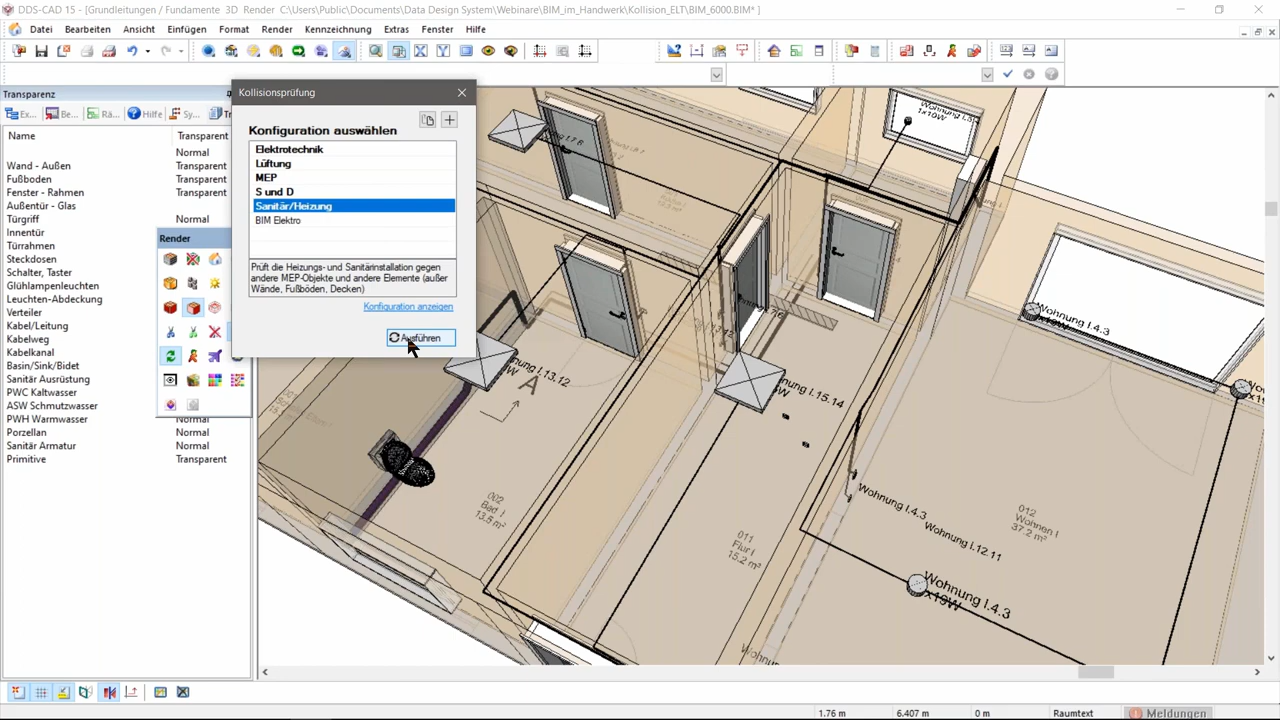 DDS-CAD 15 - [Grundleitungen / Fundamente  3D  Render  C:\Users\Public\Documents\Data Design System\Webinare\BIM_im_Handwerk\Kollision_ELT\BIM_6000.BIM* ]
Datei Bearbeiten Ansicht Einfügen Format Render Kennzeichnung Extras Fenster Hilfe
Transparenz
Ex... Be... Rä... Hilfe Sy...
Name Transparent
Normal
Wand - Außen Transparent
Fußboden Transparent
Fenster - Rahmen Transparent
Außentür - Glas Transparent
Türgriff Normal
Innentür
Türrahmen
Steckdosen
Schalter, Taster
Glühlampenleuchten
Leuchten-Abdeckung
Verteiler
Kabel/Leitung
Kabelweg
Kabelkanal
Basin/Sink/Bidet
Sanitär Ausrüstung
PWC Kaltwasser
ASW Schmutzwasser
PWH Warmwasser Normal
Porzellan Normal
Sanitär Armatur Normal
Primitive Transparent
Render
Kollisionsprüfung
Konfiguration auswählen
Elektrotechnik
Lüftung
MEP
S und D
Sanitär/Heizung
BIM Elektro
Prüft die Heizungs- und Sanitärinstallation gegen
andere MEP-Objekte und andere Elemente (außer
Wände, Fußböden, Decken)
Konfiguration anzeigen
Ausführen
Wohnung I.4.3
x19W
A
002
Bad I
13.5 m²
011
Flur I
15.2 m²
012
Wohnen I
37.2 m²
Wohnung I.4.3
Wohnung I.12.11
Wohnung I.4.3
x19W
1.76 m 6.407 m 0 m Raumtext Meldungen